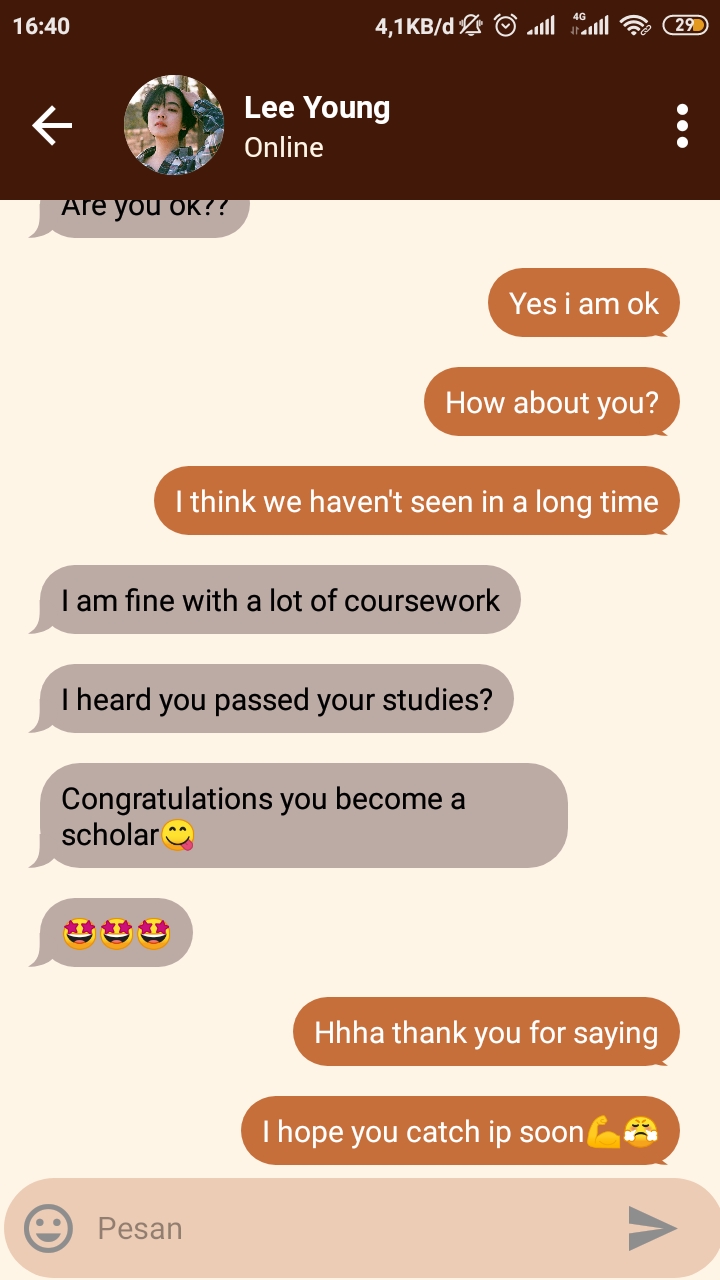 16:40 4,1KB/d 4G 29
Lee Young
Online
Are you ok??
Yes i am ok
How about you?
I think we haven't seen in a long time
I am fine with a lot of coursework
I heard you passed your studies?
Congratulations you become a
scholar😋
🤩🤩🤩
Hhha thank you for saying
I hope you catch ip soon💪😤
Pesan